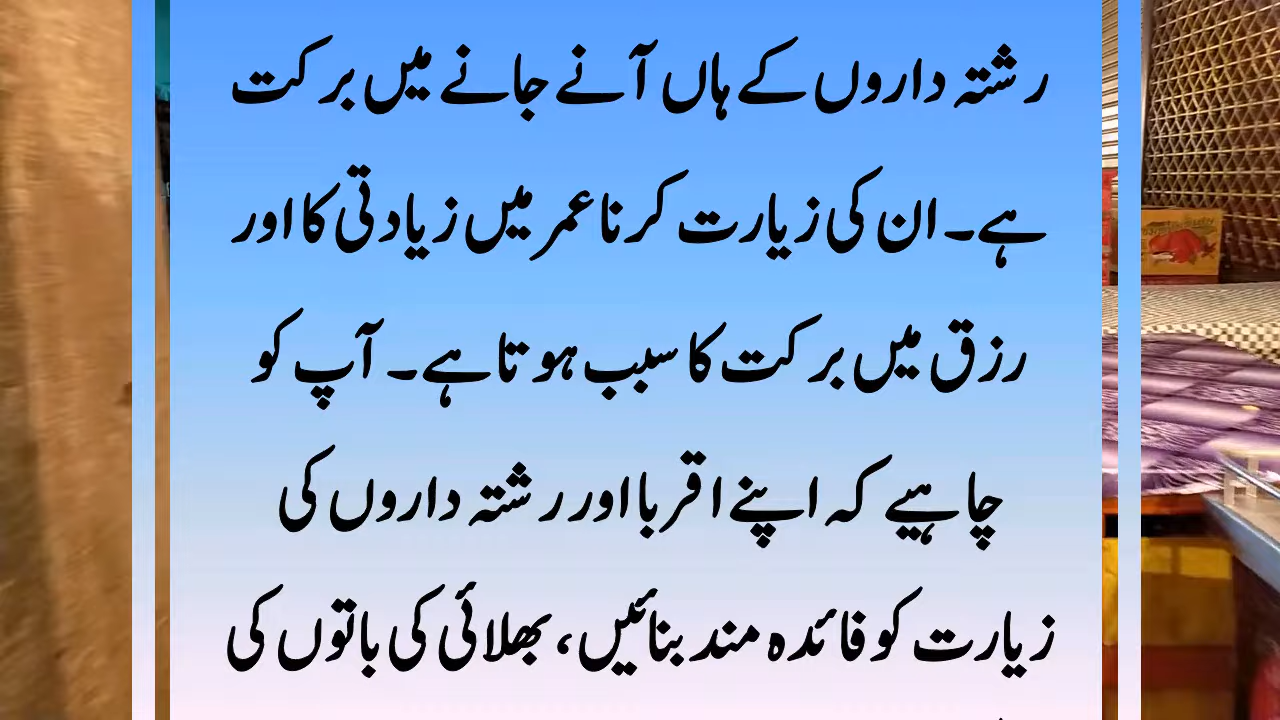 رشتہ داروں کے ہاں آنے جانے میں برکت
ہے۔ ان کی زیارت کرنا عمر میں زیادتی کا اور
رزق میں برکت کا سبب ہوتا ہے۔ آپ کو
چاہیے کہ اپنے اقربا اور رشتہ داروں کی
زیارت کو فائدہ مند بنائیں، بھلائی کی باتوں کی